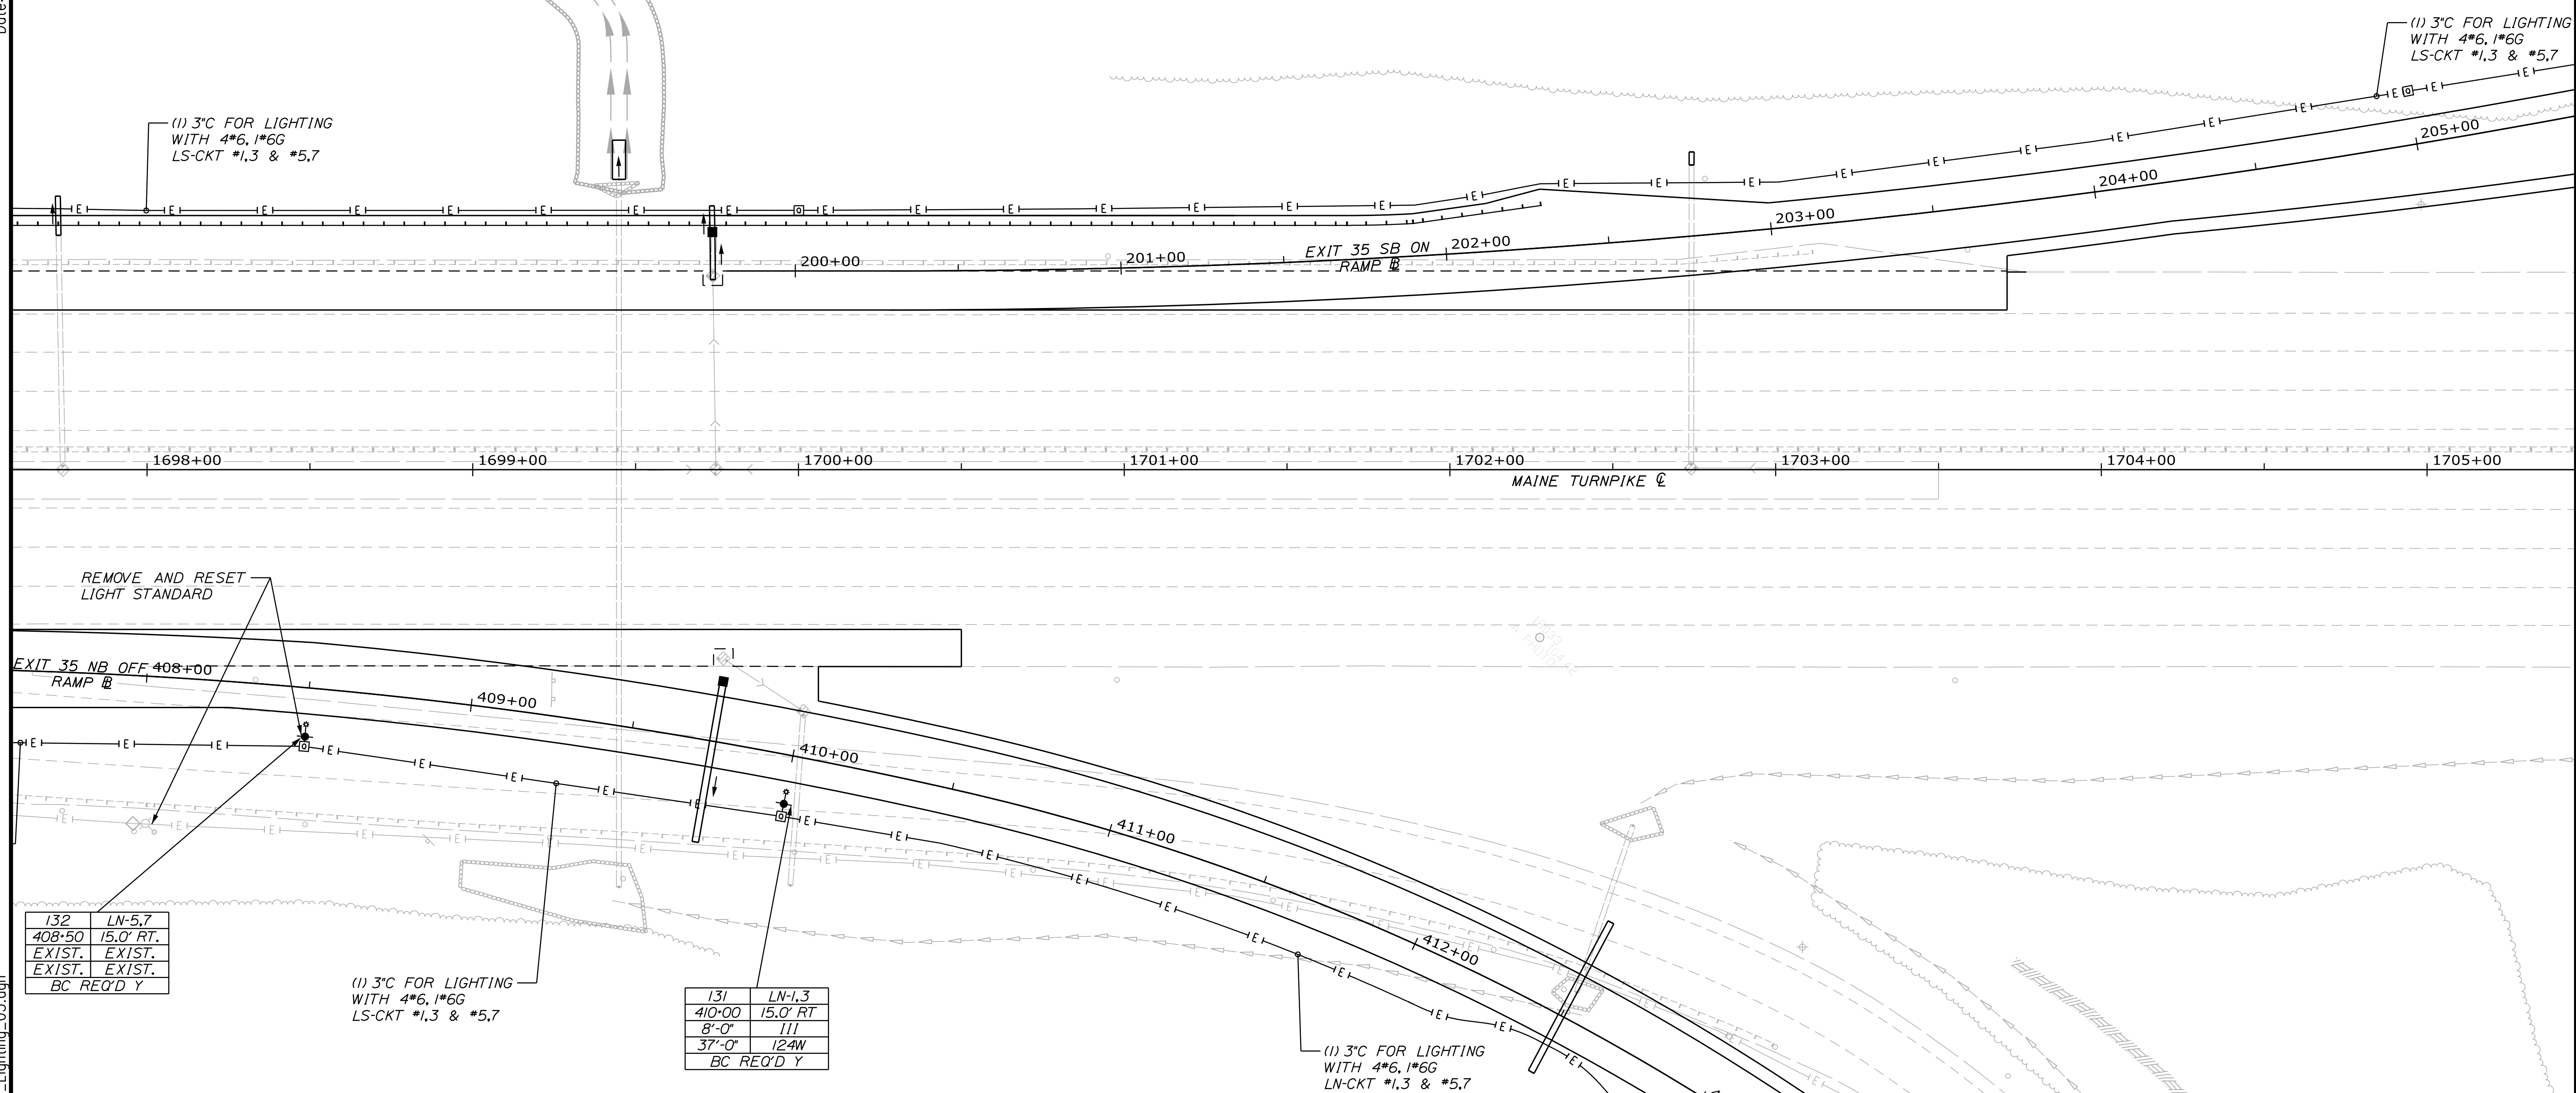 (1) 3"C FOR LIGHTING
WITH 4#6, 1#6G
LS-CKT #1,3 & #5,7
(1) 3"C FOR LIGHTING
WITH 4#6, 1#6G
LS-CKT #1,3 & #5,7
200+00
201+00
202+00
203+00
204+00
205+00
EXIT 35 SB ON
RAMP BL
1698+00
1699+00
1700+00
1701+00
1702+00
1703+00
1704+00
1705+00
MAINE TURNPIKE CL
REMOVE AND RESET
LIGHT STANDARD
EXIT 35 NB OFF
RAMP BL
408+00
409+00
410+00
411+00
412+00
132 LN-5,7
408+50 15.0' RT.
EXIST. EXIST.
EXIST. EXIST.
BC REQ'D Y
(1) 3"C FOR LIGHTING
WITH 4#6, 1#6G
LS-CKT #1,3 & #5,7
131 LN-1,3
410+00 15.0' RT
8'-0" III
37'-0" 124W
BC REQ'D Y
(1) 3"C FOR LIGHTING
WITH 4#6, 1#6G
LN-CKT #1,3 & #5,7